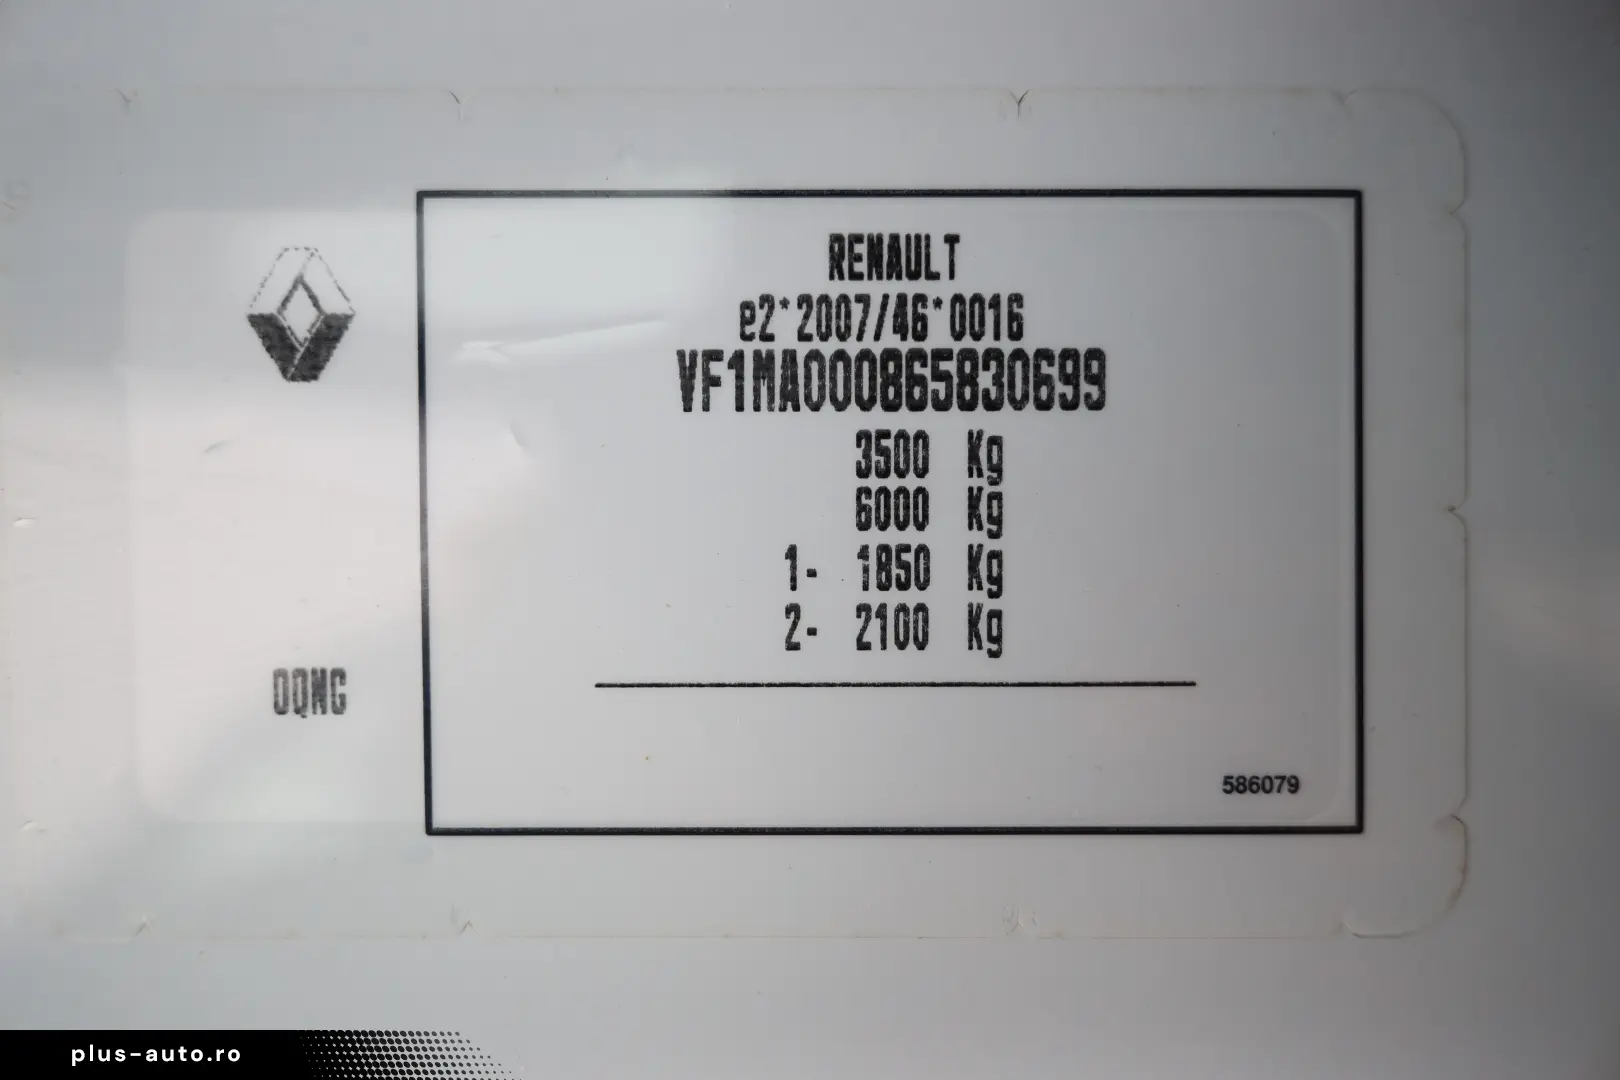 RENAULT
e2*2007/46*0016
VF1MA000865830699
3500 Kg
6000 Kg
1- 1850 Kg
2- 2100 Kg
OQNG
586079
plus-auto.ro